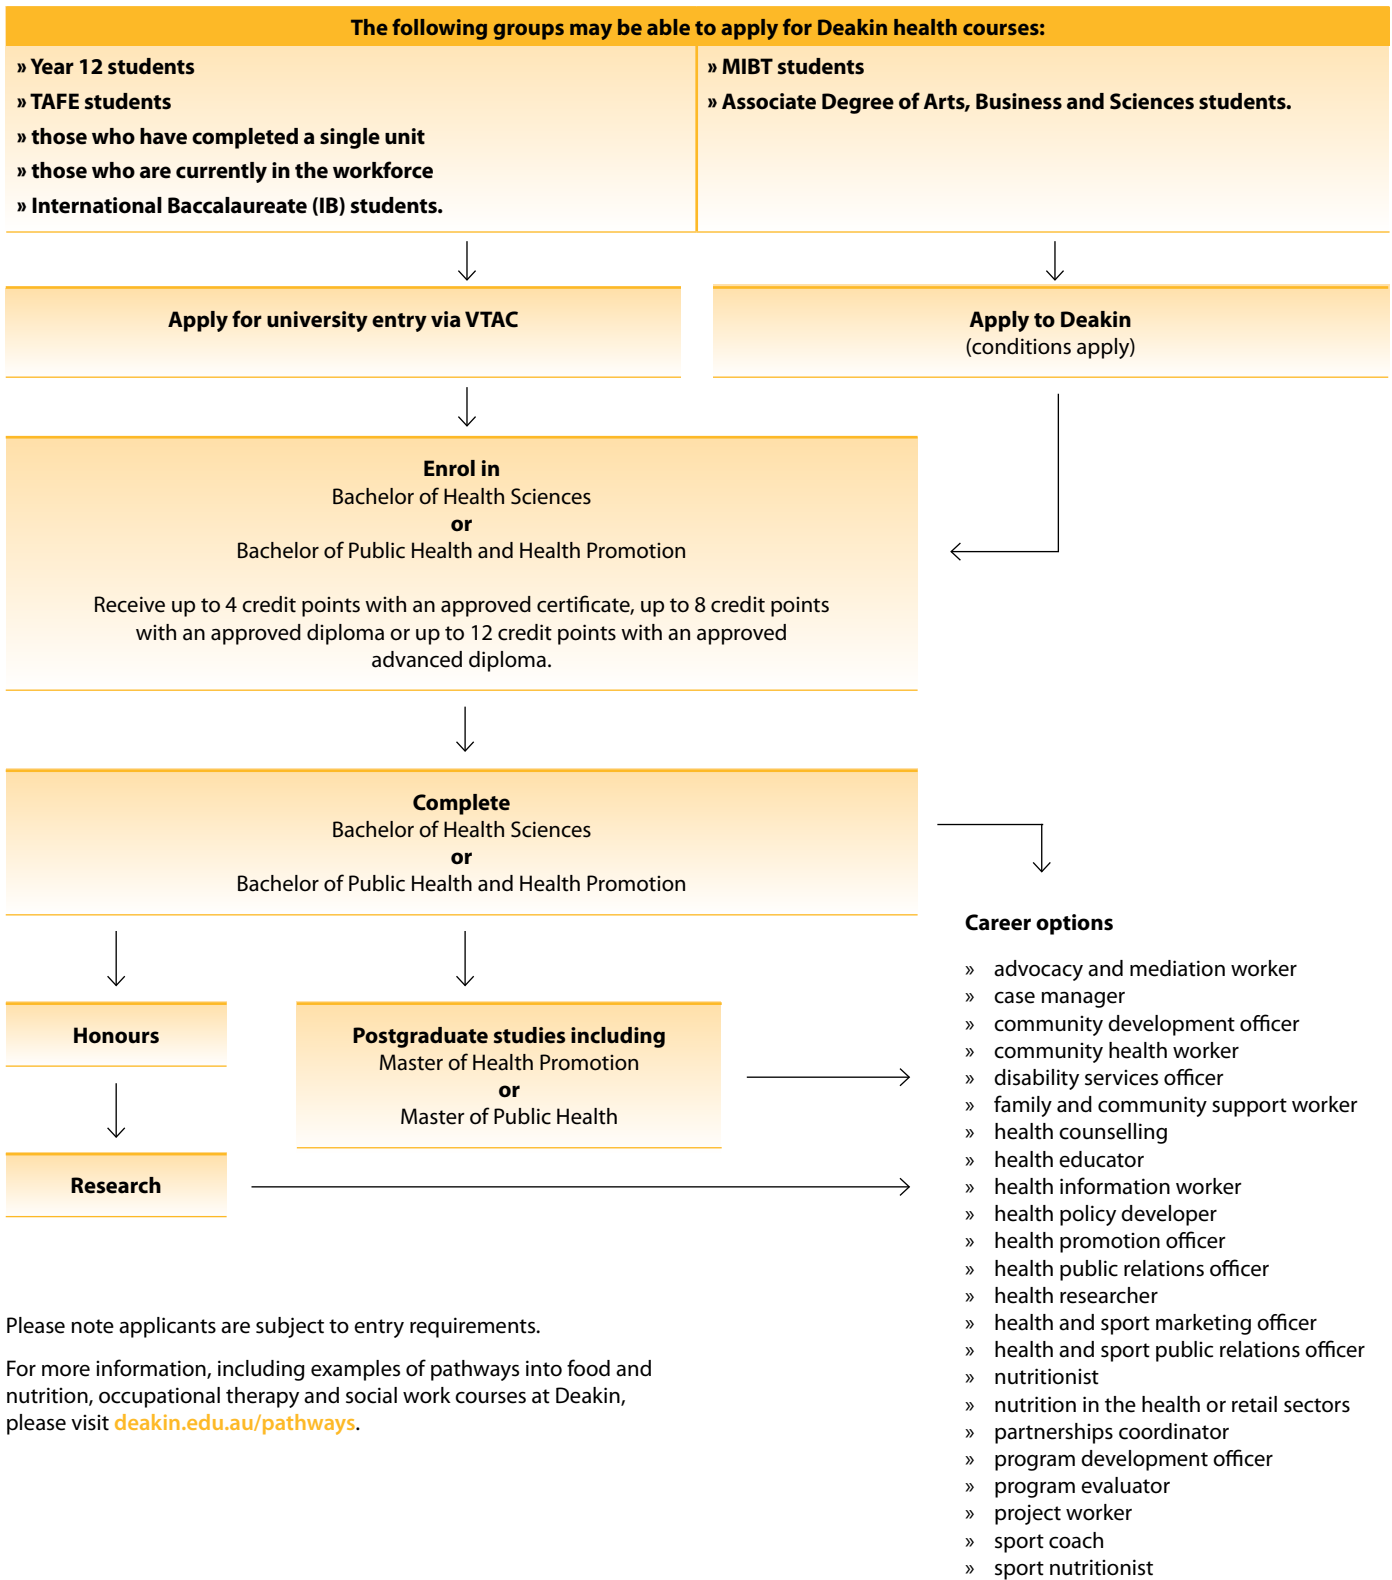 The following groups may be able to apply for Deakin health courses:
» Year 12 students
» TAFE students
» those who have completed a single unit
» those who are currently in the workforce
» International Baccalaureate (IB) students.
» MIBT students
» Associate Degree of Arts, Business and Sciences students.
Apply for university entry via VTAC
Apply to Deakin
(conditions apply)
Enrol in
Bachelor of Health Sciences
or
Bachelor of Public Health and Health Promotion
Receive up to 4 credit points with an approved certificate, up to 8 credit points
with an approved diploma or up to 12 credit points with an approved
advanced diploma.
Complete
Bachelor of Health Sciences
or
Bachelor of Public Health and Health Promotion
Honours
Research
Postgraduate studies including
Master of Health Promotion
or
Master of Public Health
Career options
» advocacy and mediation worker
» case manager
» community development officer
» community health worker
» disability services officer
» family and community support worker
» health counselling
» health educator
» health information worker
» health policy developer
» health promotion officer
» health public relations officer
» health researcher
» health and sport marketing officer
» health and sport public relations officer
» nutritionist
» nutrition in the health or retail sectors
» partnerships coordinator
» program development officer
» program evaluator
» project worker
» sport coach
» sport nutritionist
Please note applicants are subject to entry requirements.
For more information, including examples of pathways into food and
nutrition, occupational therapy and social work courses at Deakin,
please visit deakin.edu.au/pathways.